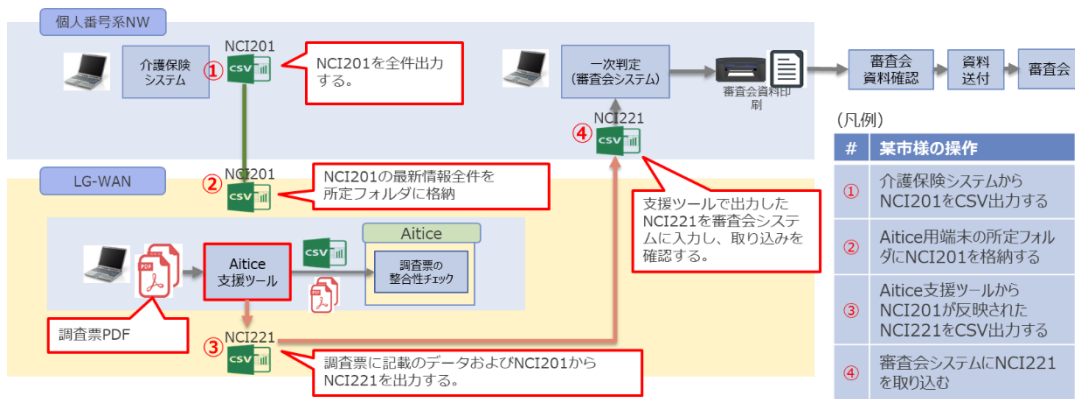 個人番号系NW
介護保険
システム
①
NCI201
CSV
NCI201を全件出力
する。
一次判定
(審査会システム)
審査会資料印
刷
審査会
資料確認
資料
送付
審査会
④
NCI221
CSV
LG-WAN
②
NCI201
CSV
NCI201の最新情報全件を
所定フォルダに格納
支援ツールで出力した
NCI221を審査会システ
ムに入力し、取り込みを
確認する。
PDF
Aitice
支援ツール
CSV
PDF
Aitice
調査票の
整合性チェック
調査票PDF
③
NCI221
CSV
調査票に記載のデータおよびNCI201から
NCI221を出力する。
(凡例)
# 某市様の操作
① 介護保険システムから
NCI201をCSV出力する
② Aitice用端末の所定フォル
ダにNCI201を格納する
③ Aitice支援ツールから
NCI201が反映された
NCI221をCSV出力する
④ 審査会システムにNCI221
を取り込む